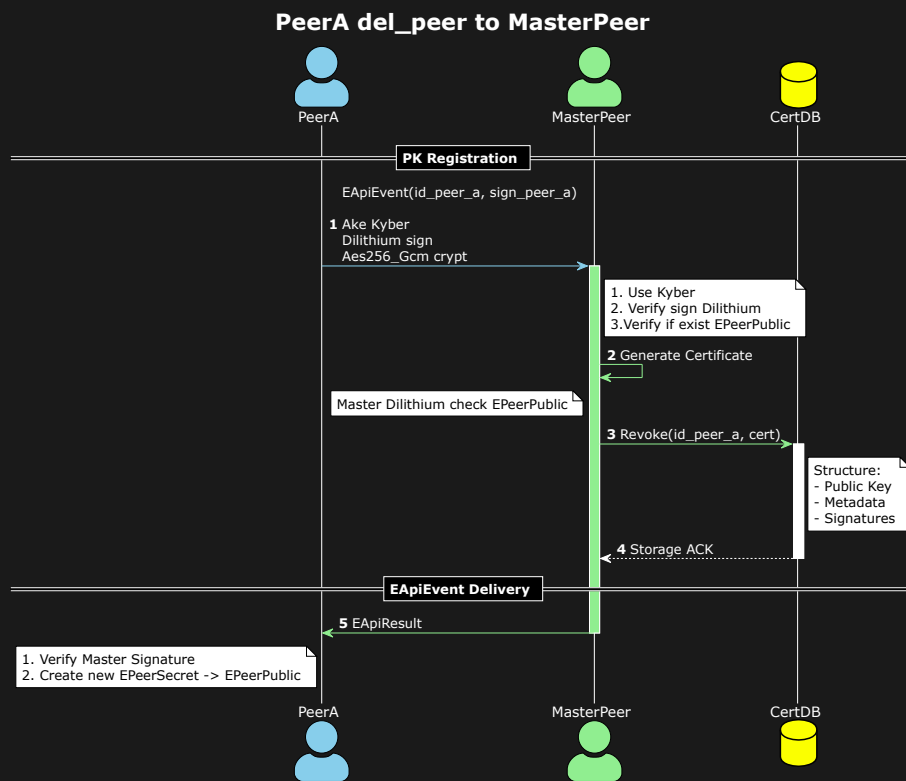 PeerA del_peer to MasterPeer
PeerA
MasterPeer
CertDB
PK Registration
EApiEvent(id_peer_a, sign_peer_a)
1 Ake Kyber
Dilithium sign
Aes256_Gcm crypt
1. Use Kyber
2. Verify sign Dilithium
3.Verify if exist EPeerPublic
2 Generate Certificate
Master Dilithium check EPeerPublic
3 Revoke(id_peer_a, cert)
Structure:
- Public Key
- Metadata
- Signatures
4 Storage ACK
EApiEvent Delivery
5 EApiResult
1. Verify Master Signature
2. Create new EPeerSecret -> EPeerPublic
PeerA
MasterPeer
CertDB